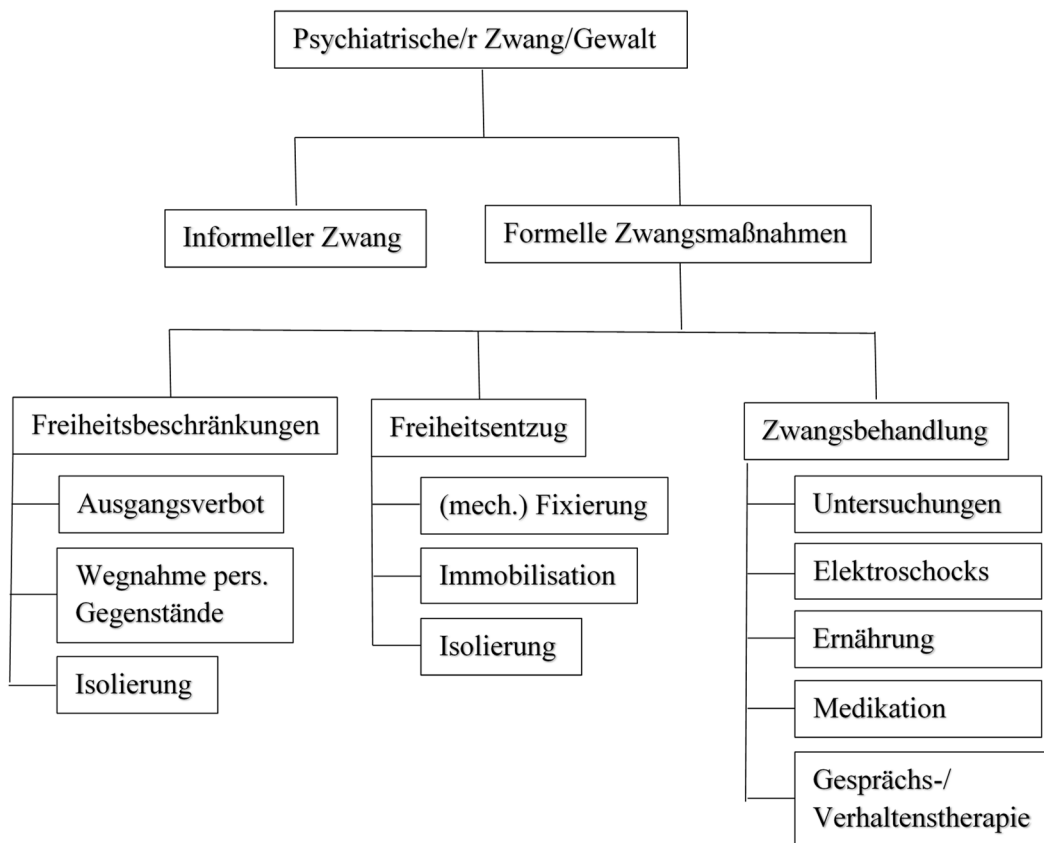 Psychiatrische/r Zwang/Gewalt
Informeller Zwang
Formelle Zwangsmaßnahmen
Freiheitsbeschränkungen
Ausgangsverbot
Wegnahme pers.
Gegenstände
Isolierung
Freiheitsentzug
(mech.) Fixierung
Immobilisation
Isolierung
Zwangsbehandlung
Untersuchungen
Elektroschocks
Ernährung
Medikation
Gesprächs-/
Verhaltenstherapie